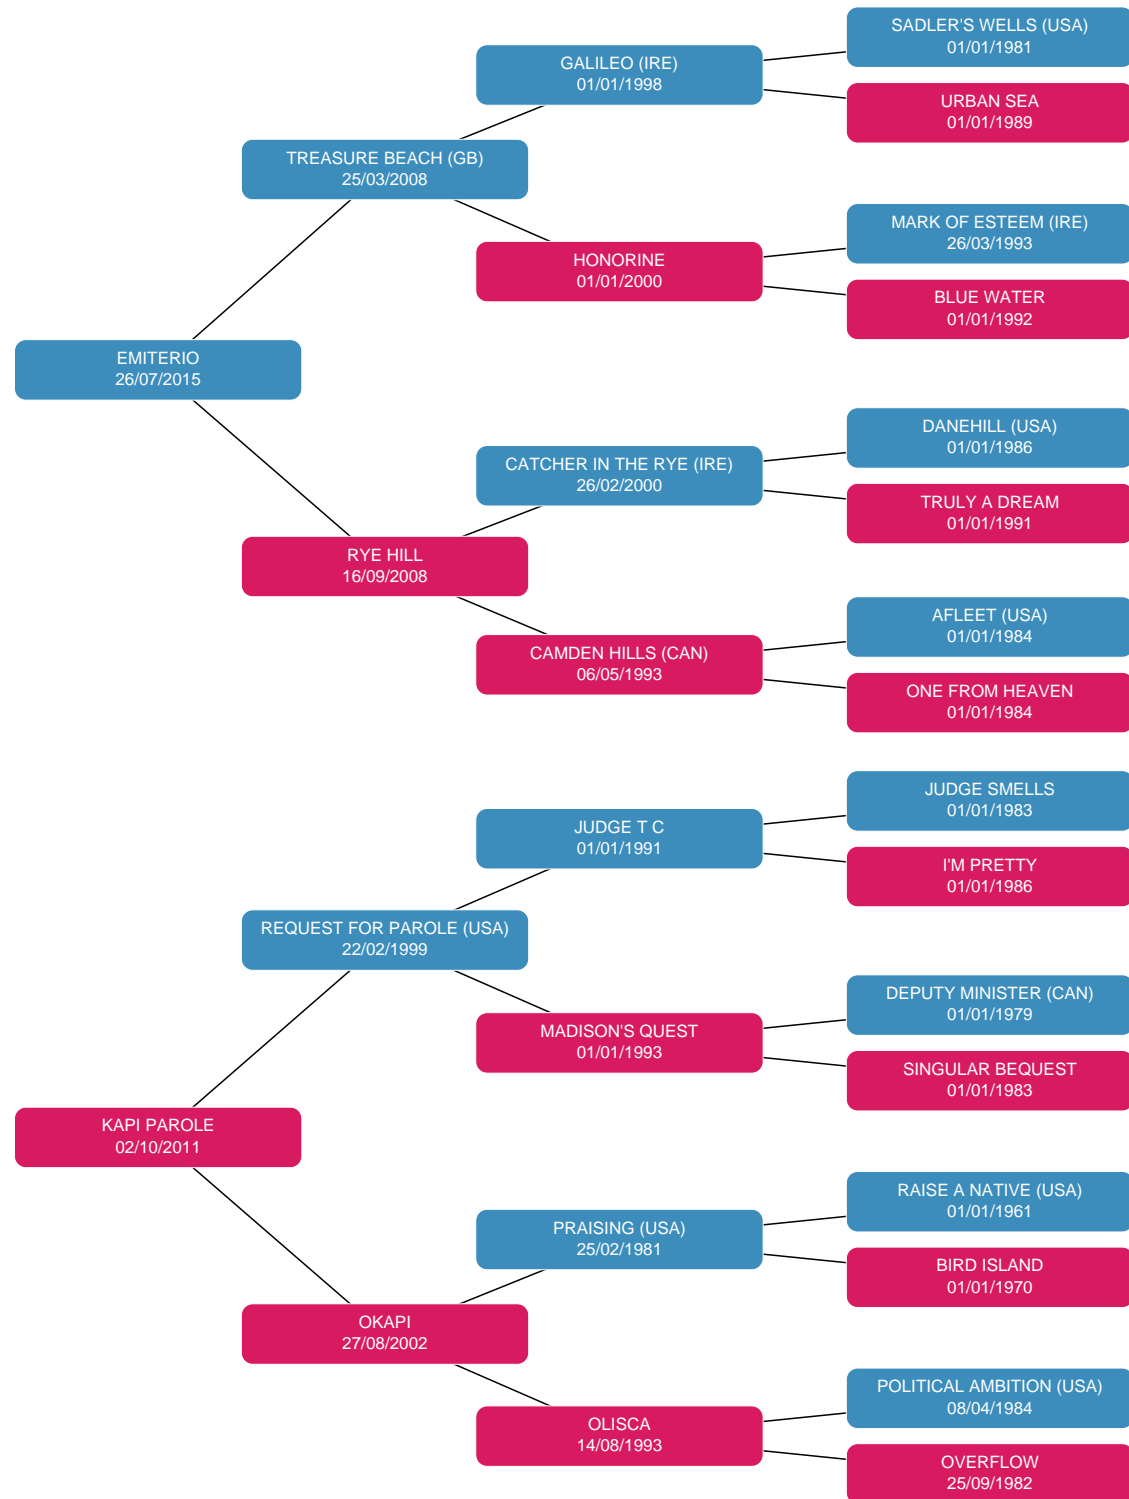 SADLER'S WELLS (USA)
01/01/1981
GALILEO (IRE)
01/01/1998
URBAN SEA
01/01/1989
TREASURE BEACH (GB)
25/03/2008
MARK OF ESTEEM (IRE)
26/03/1993
HONORINE
01/01/2000
BLUE WATER
01/01/1992
EMITERIO
26/07/2015
DANEHILL (USA)
01/01/1986
CATCHER IN THE RYE (IRE)
26/02/2000
TRULY A DREAM
01/01/1991
RYE HILL
16/09/2008
AFLEET (USA)
01/01/1984
CAMDEN HILLS (CAN)
06/05/1993
ONE FROM HEAVEN
01/01/1984
JUDGE SMELLS
01/01/1983
JUDGE T C
01/01/1991
I'M PRETTY
01/01/1986
REQUEST FOR PAROLE (USA)
22/02/1999
DEPUTY MINISTER (CAN)
01/01/1979
MADISON'S QUEST
01/01/1993
SINGULAR BEQUEST
01/01/1983
KAPI PAROLE
02/10/2011
RAISE A NATIVE (USA)
01/01/1961
PRAISING (USA)
25/02/1981
BIRD ISLAND
01/01/1970
OKAPI
27/08/2002
POLITICAL AMBITION (USA)
08/04/1984
OLISCA
14/08/1993
OVERFLOW
25/09/1982